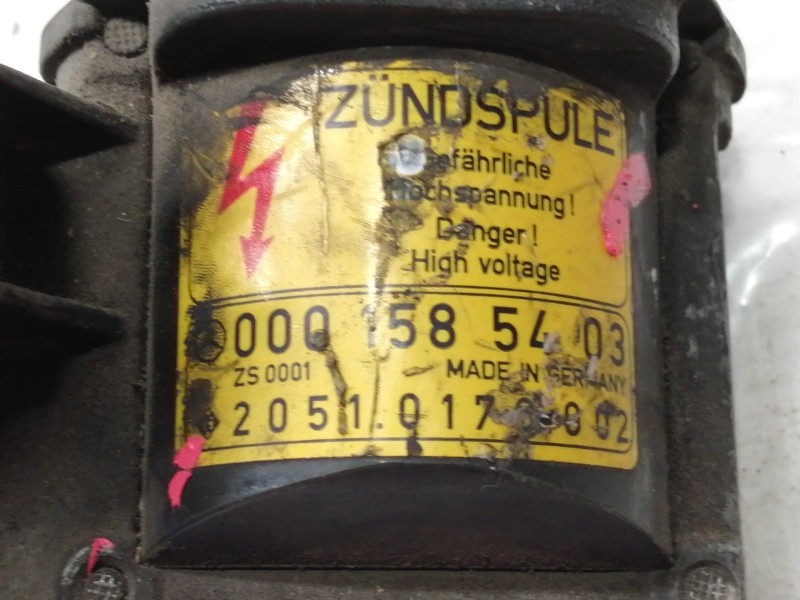 ZÜNDSPULE
gefährliche
Hochspannung!
Danger!
High voltage
000 158 54 03
ZS 0001 MADE IN GERMANY